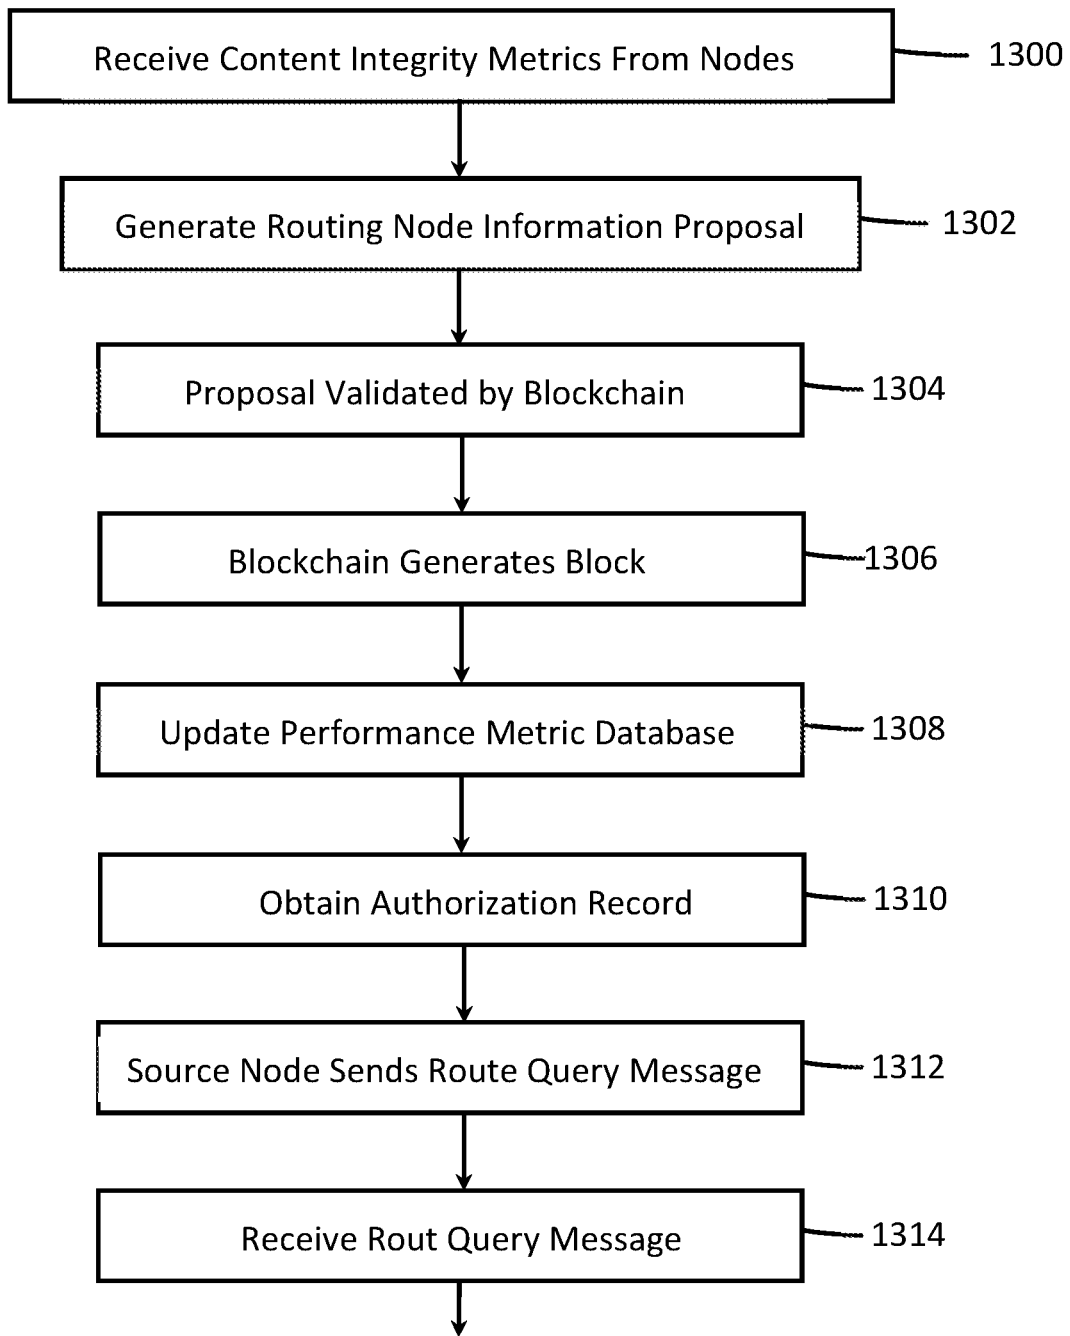 Receive Content Integrity Metrics From Nodes 1300
Generate Routing Node Information Proposal 1302
Proposal Validated by Blockchain 1304
Blockchain Generates Block 1306
Update Performance Metric Database 1308
Obtain Authorization Record 1310
Source Node Sends Route Query Message 1312
Receive Rout Query Message 1314